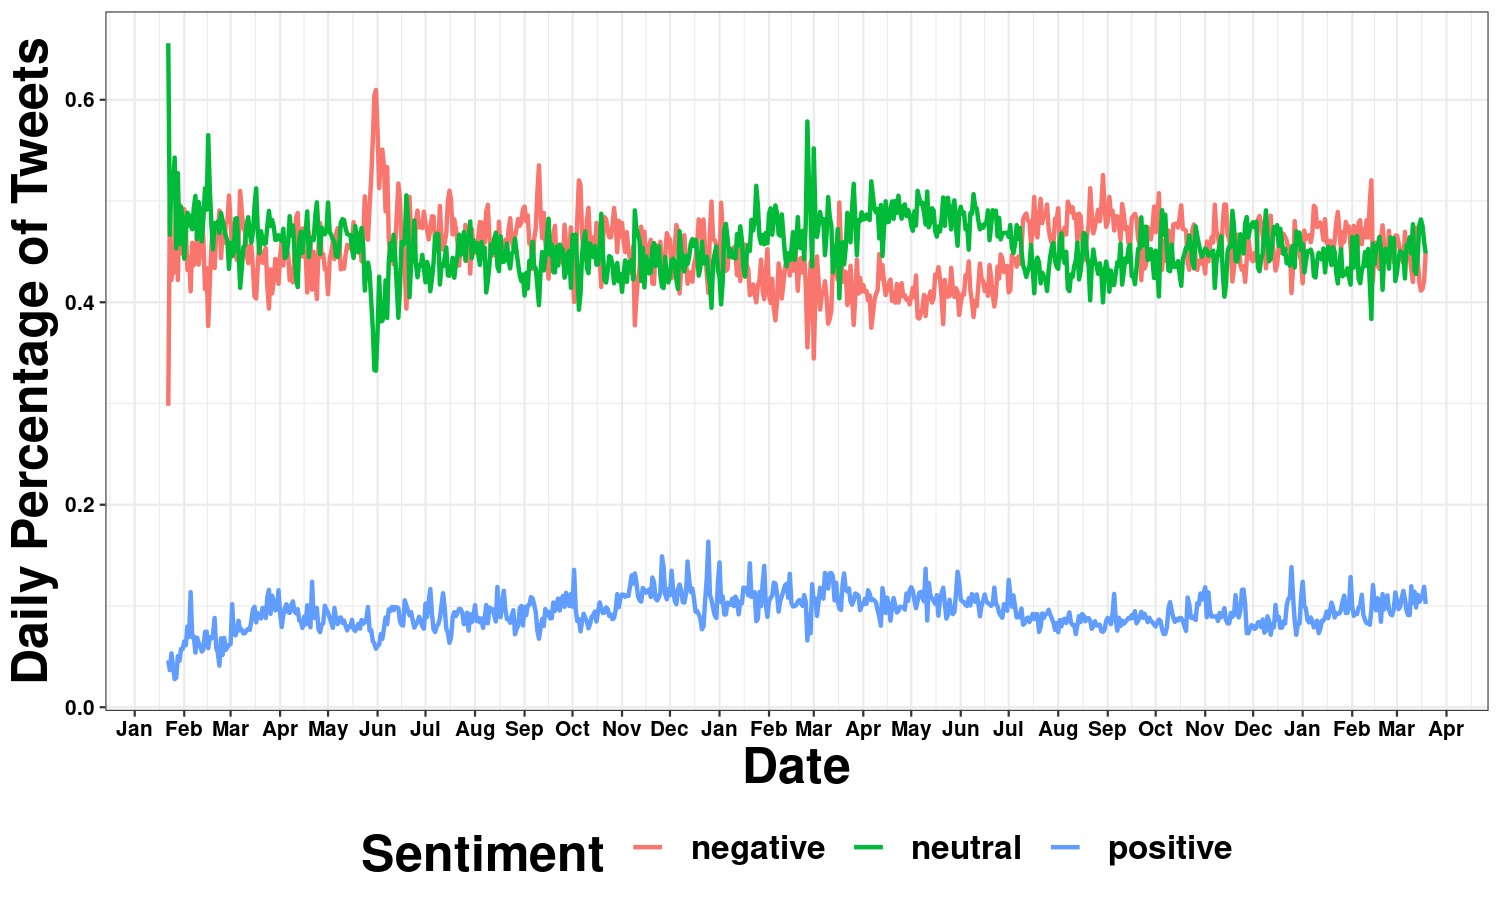 Daily Percentage of Tweets
0.6
0.4
0.2
0.0
Jan Feb Mar Apr May Jun Jul Aug Sep Oct Nov Dec Jan Feb Mar Apr May Jun Jul Aug Sep Oct Nov Dec Jan Feb Mar Apr
Date
Sentiment negative neutral positive